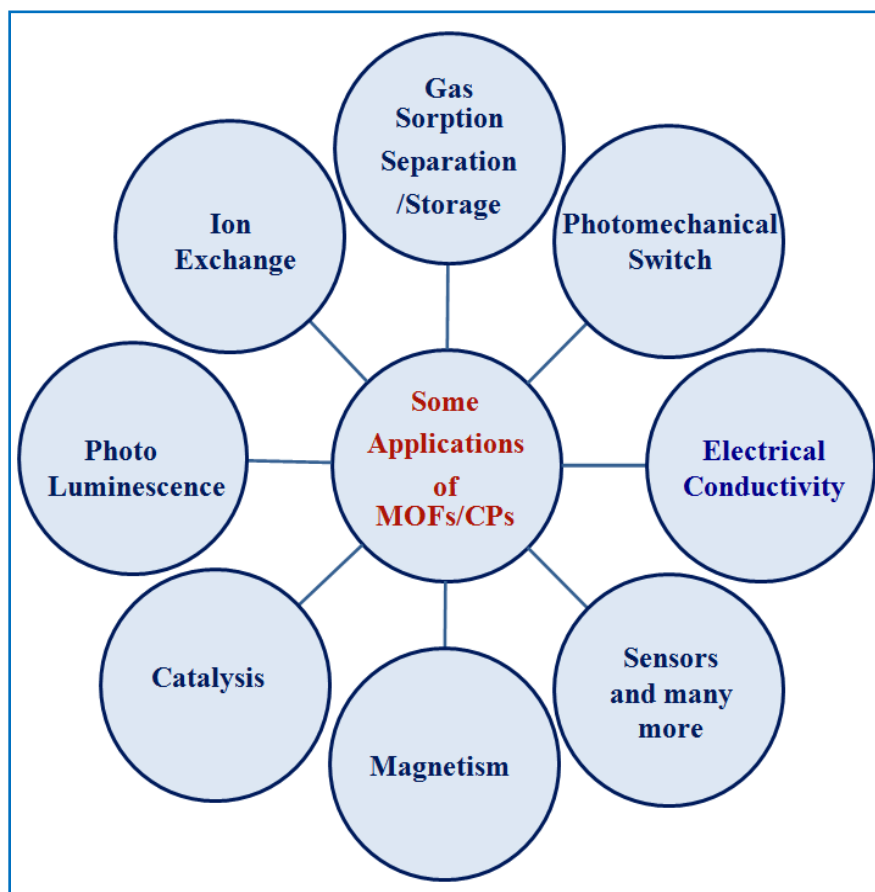 Gas
Sorption
Separation
/Storage
Ion
Exchange
Photomechanical
Switch
Some
Applications
of
MOFs/CPs
Photo
Luminescence
Electrical
Conductivity
Catalysis
Sensors
and many
more
Magnetism